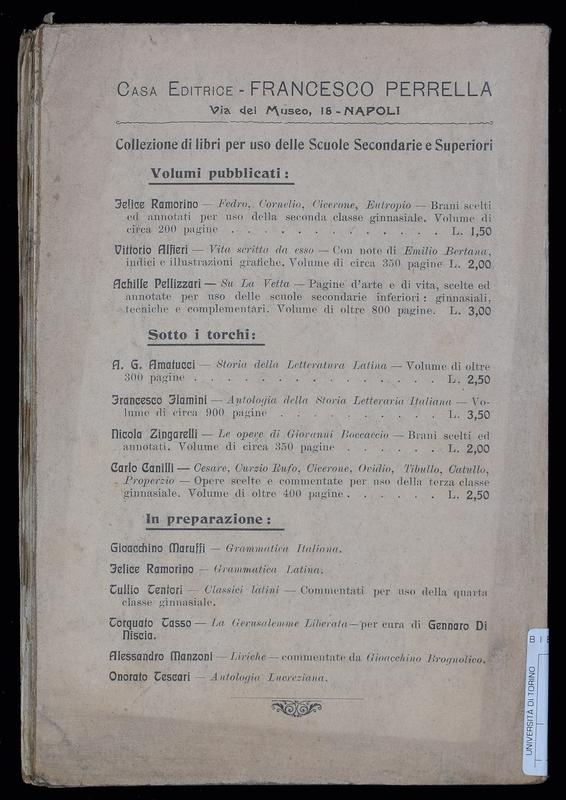 CASA EDITRICE - FRANCESCO PERRELLA
Via del Museo, 18 - NAPOLI
Collezione di libri per uso delle Scuole Secondarie e Superiori
Volumi pubblicati:
Felice Ramorino — Fedro, Cornelio, Cicerone, Eutropio — Brani scelti
ed annotati per uso della seconda classe ginnasiale. Volume di
circa 200 pagine . . . . . . . . . . . . . L. 1,50
Vittorio Alfieri — Vita scritta da esso — Con note di Emilio Bertana,
indici e illustrazioni grafiche. Volume di circa 350 pagine L. 2,00
Achille Pellizzari — Su La Vetta — Pagine d'arte e di vita, scelte ed
annotate per uso delle scuole secondarie inferiori: ginnasiali,
tecniche e complementari. Volume di oltre 800 pagine. L. 3,00
Sotto i torchi:
A. G. Amatucci — Storia della Letteratura Latina — Volume di oltre
300 pagine . . . . . . . . . . . . . . . L. 2,50
Francesco Flamini — Antologia della Storia Letteraria Italiana — Vo-
lume di circa 900 pagine . . . . . . . . . . L. 3,50
Nicola Zingarelli — Le opere di Giovanni Boccaccio — Brani scelti ed
annotati. Volume di circa 350 pagine . . . . . . L. 2,00
Carlo Canilli — Cesare, Curzio Rufo, Cicerone, Ovidio, Tibullo, Catullo,
Properzio — Opere scelte e commentate per uso della terza classe
ginnasiale. Volume di oltre 400 pagine . . . . . . L. 2,50
In preparazione:
Gioacchino Maruffi — Grammatica Italiana.
Felice Ramorino — Grammatica Latina.
Tullio Tentori — Classici latini — Commentati per uso della quarta
classe ginnasiale.
Torquato Tasso — La Gerusalemme Liberata — per cura di Gennaro Di
Niscia.
Alessandro Manzoni — Liriche — commentate da Gioachino Brognolico.
Onorato Tescari — Antologia Lucreziana.
UNIVERSITÀ DI TORINO